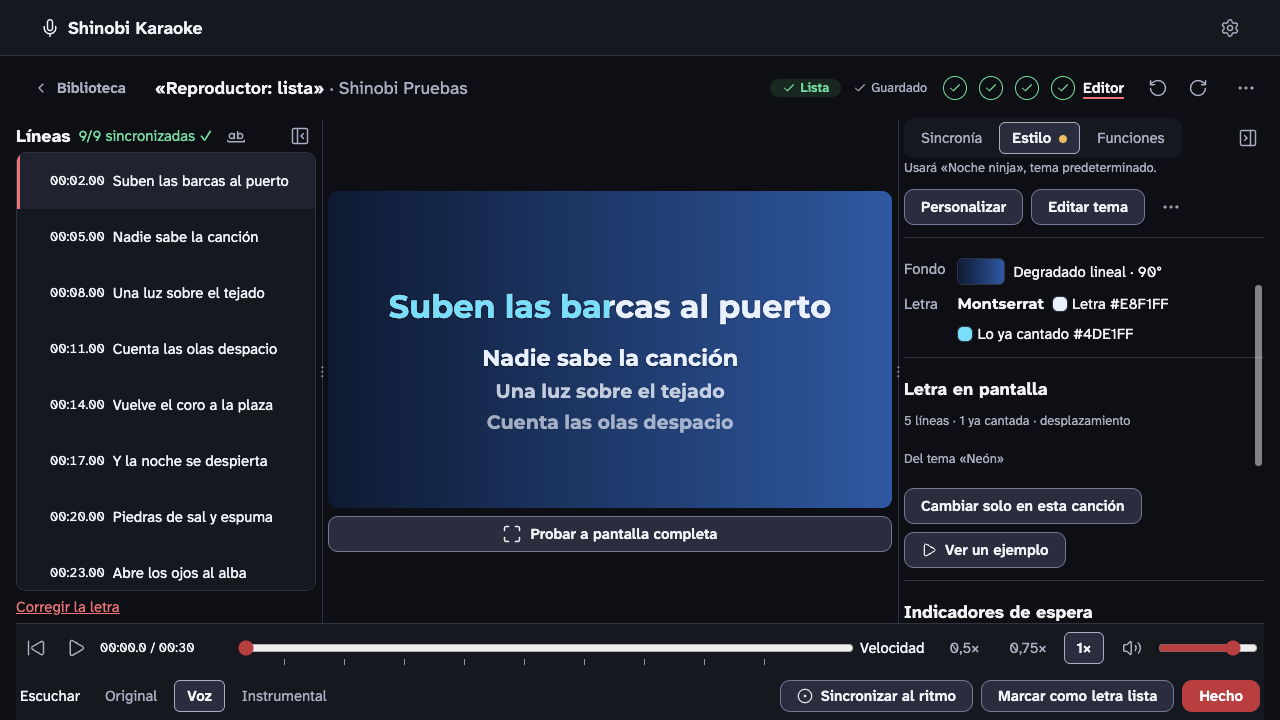 Shinobi Karaoke
Biblioteca
«Reproductor: lista» · Shinobi Pruebas
Lista
Guardado
Editor
Líneas 9/9 sincronizadas
ab
00:02.00 Suben las barcas al puerto
00:05.00 Nadie sabe la canción
00:08.00 Una luz sobre el tejado
00:11.00 Cuenta las olas despacio
00:14.00 Vuelve el coro a la plaza
00:17.00 Y la noche se despierta
00:20.00 Piedras de sal y espuma
00:23.00 Abre los ojos al alba
Corregir la letra
Suben las barcas al puerto
Nadie sabe la canción
Una luz sobre el tejado
Cuenta las olas despacio
Probar a pantalla completa
Sincronía Estilo Funciones
Usará «Noche ninja», tema predeterminado.
Personalizar Editar tema
Fondo Degradado lineal · 90°
Letra Montserrat Letra #E8F1FF
Lo ya cantado #4DE1FF
Letra en pantalla
5 líneas · 1 ya cantada · desplazamiento
Del tema «Neón»
Cambiar solo en esta canción
Ver un ejemplo
Indicadores de espera
00:00.0 / 00:30
Velocidad 0,5× 0,75× 1×
Escuchar Original Voz Instrumental
Sincronizar al ritmo Marcar como letra lista Hecho